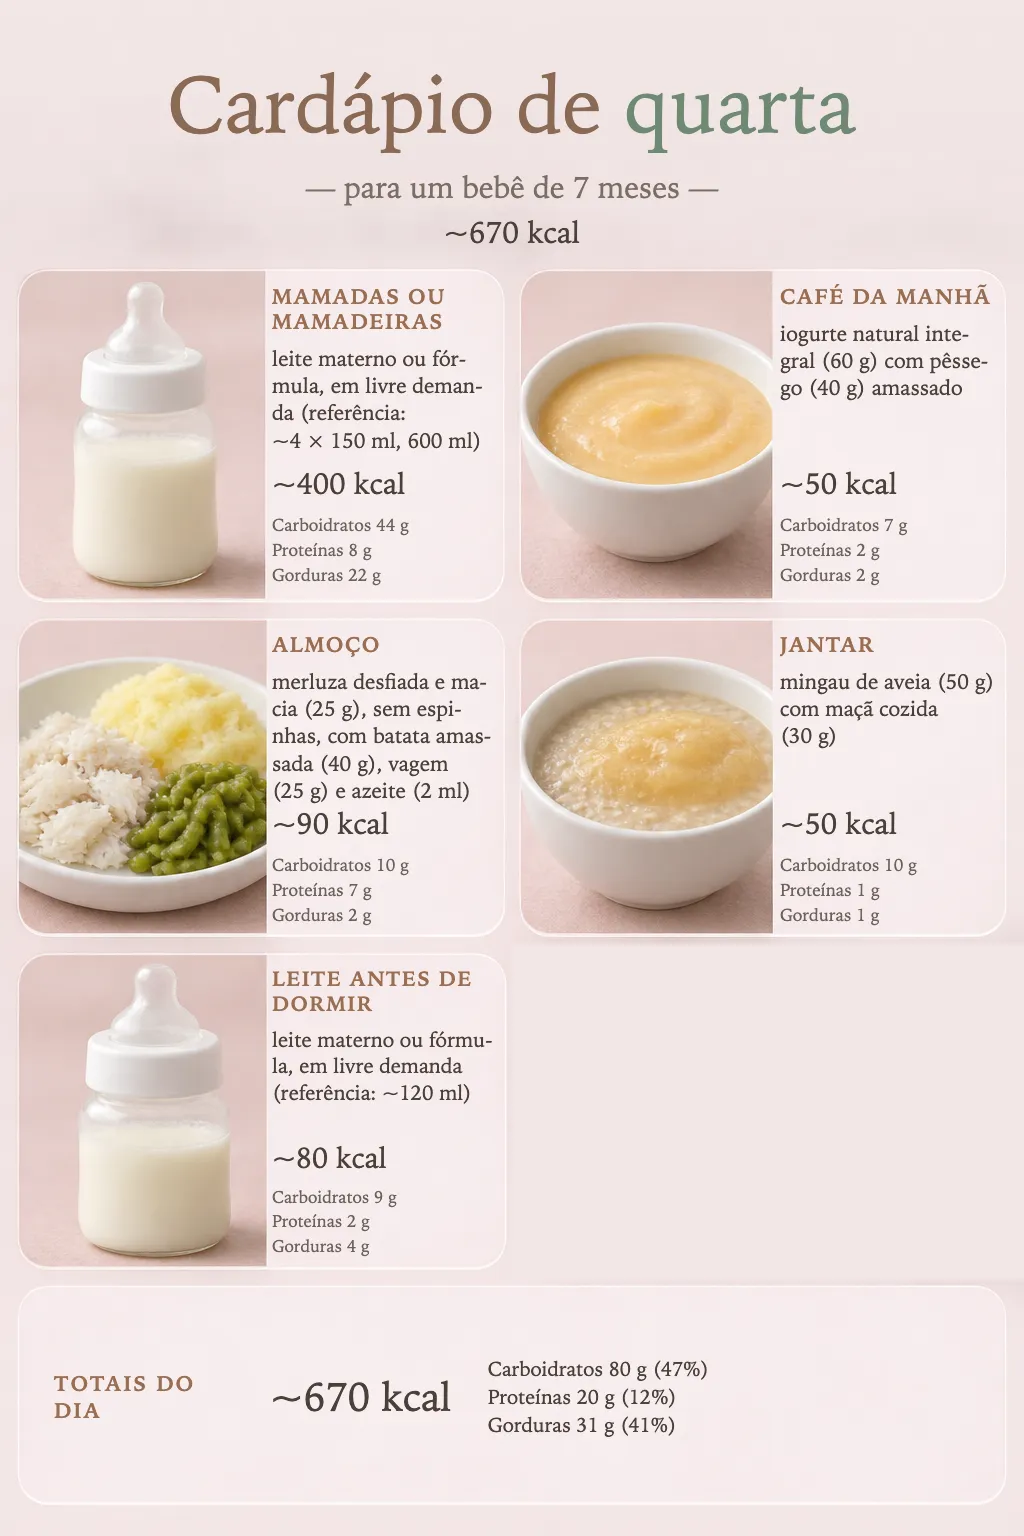 Cardápio de quarta
— para um bebê de 7 meses —
~670 kcal
MAMADAS OU
MAMADEIRAS
leite materno ou fór-
mula, em livre deman-
da (referência:
~4 × 150 ml, 600 ml)
~400 kcal
Carboidratos 44 g
Proteínas 8 g
Gorduras 22 g
CAFÉ DA MANHÃ
iogurte natural inte-
gral (60 g) com pêsse-
go (40 g) amassado
~50 kcal
Carboidratos 7 g
Proteínas 2 g
Gorduras 2 g
ALMOÇO
merluza desfiada e ma-
cia (25 g), sem espi-
nhas, com batata amas-
sada (40 g), vagem
(25 g) e azeite (2 ml)
~90 kcal
Carboidratos 10 g
Proteínas 7 g
Gorduras 2 g
JANTAR
mingau de aveia (50 g)
com maçã cozida
(30 g)
~50 kcal
Carboidratos 10 g
Proteínas 1 g
Gorduras 1 g
LEITE ANTES DE
DORMIR
leite materno ou fórmu-
la, em livre demanda
(referência: ~120 ml)
~80 kcal
Carboidratos 9 g
Proteínas 2 g
Gorduras 4 g
TOTAIS DO
DIA
~670 kcal
Carboidratos 80 g (47%)
Proteínas 20 g (12%)
Gorduras 31 g (41%)